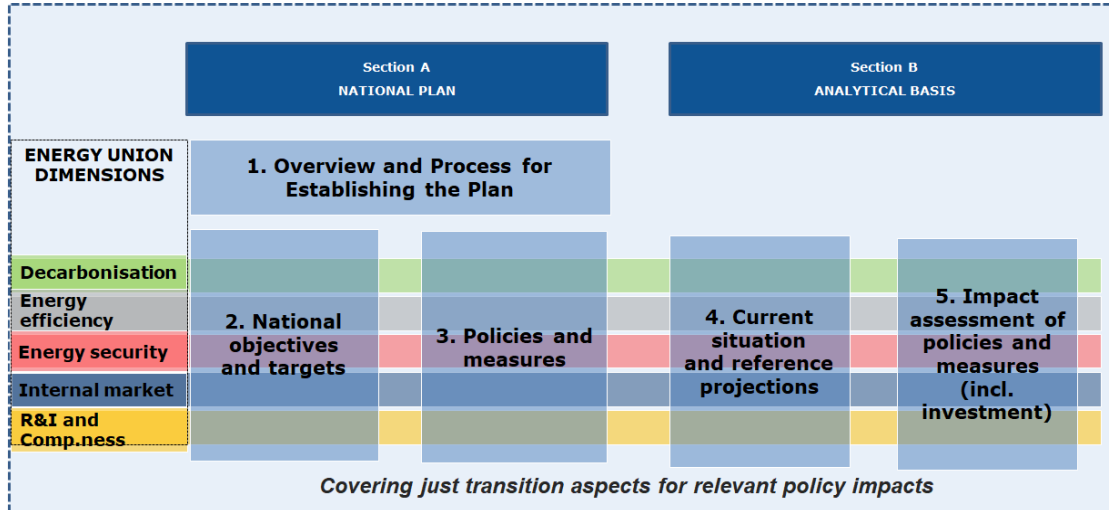 Section A
NATIONAL PLAN
Section B
ANALYTICAL BASIS
ENERGY UNION
DIMENSIONS
1. Overview and Process for
Establishing the Plan
Decarbonisation
Energy
efficiency
Energy security
Internal market
R&I and
Comp.ness
2. National
objectives
and targets
3. Policies and
measures
4. Current
situation
and reference
projections
5. Impact
assessment of
policies and
measures
(incl.
investment)
Covering just transition aspects for relevant policy impacts